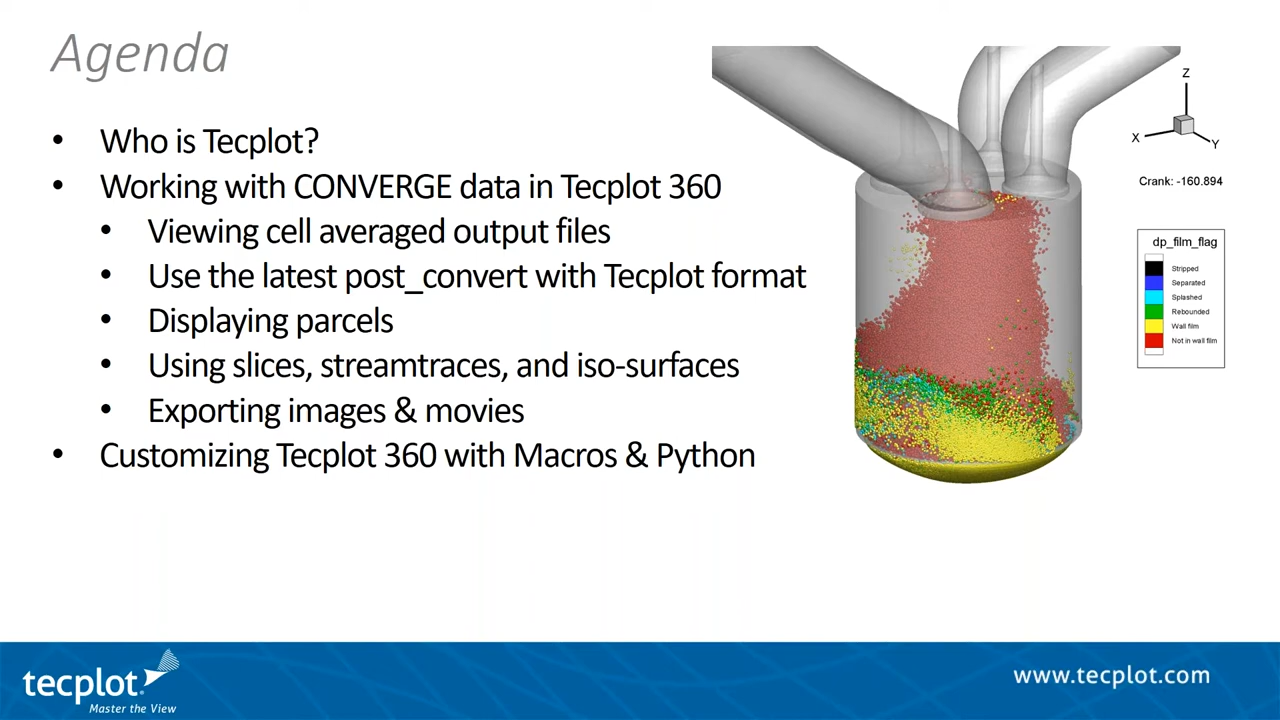 Agenda
• Who is Tecplot?
• Working with CONVERGE data in Tecplot 360
• Viewing cell averaged output files
• Use the latest post_convert with Tecplot format
• Displaying parcels
• Using slices, streamtraces, and iso-surfaces
• Exporting images & movies
• Customizing Tecplot 360 with Macros & Python
Z
X
Y
Crank: -160.894
dp_film_flag
Stripped
Separated
Splashed
Rebounded
Wall film
Not in wall film
tecplot.
Master the View
www.tecplot.com